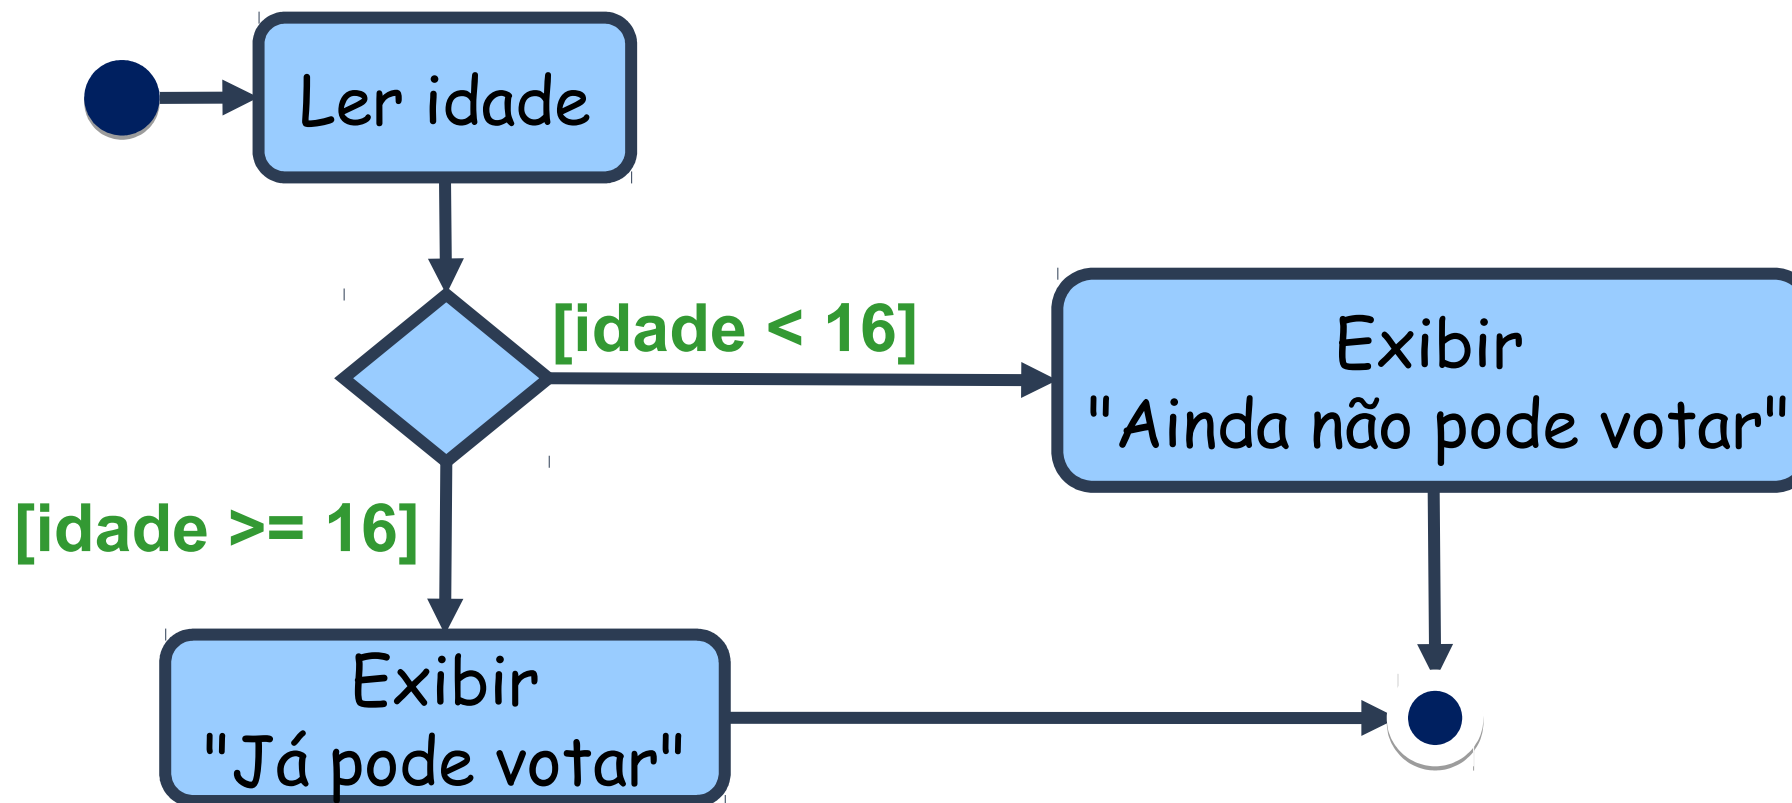 Ler idade
[idade < 16]
Exibir
"Ainda não pode votar"
[idade >= 16]
Exibir
"Já pode votar"